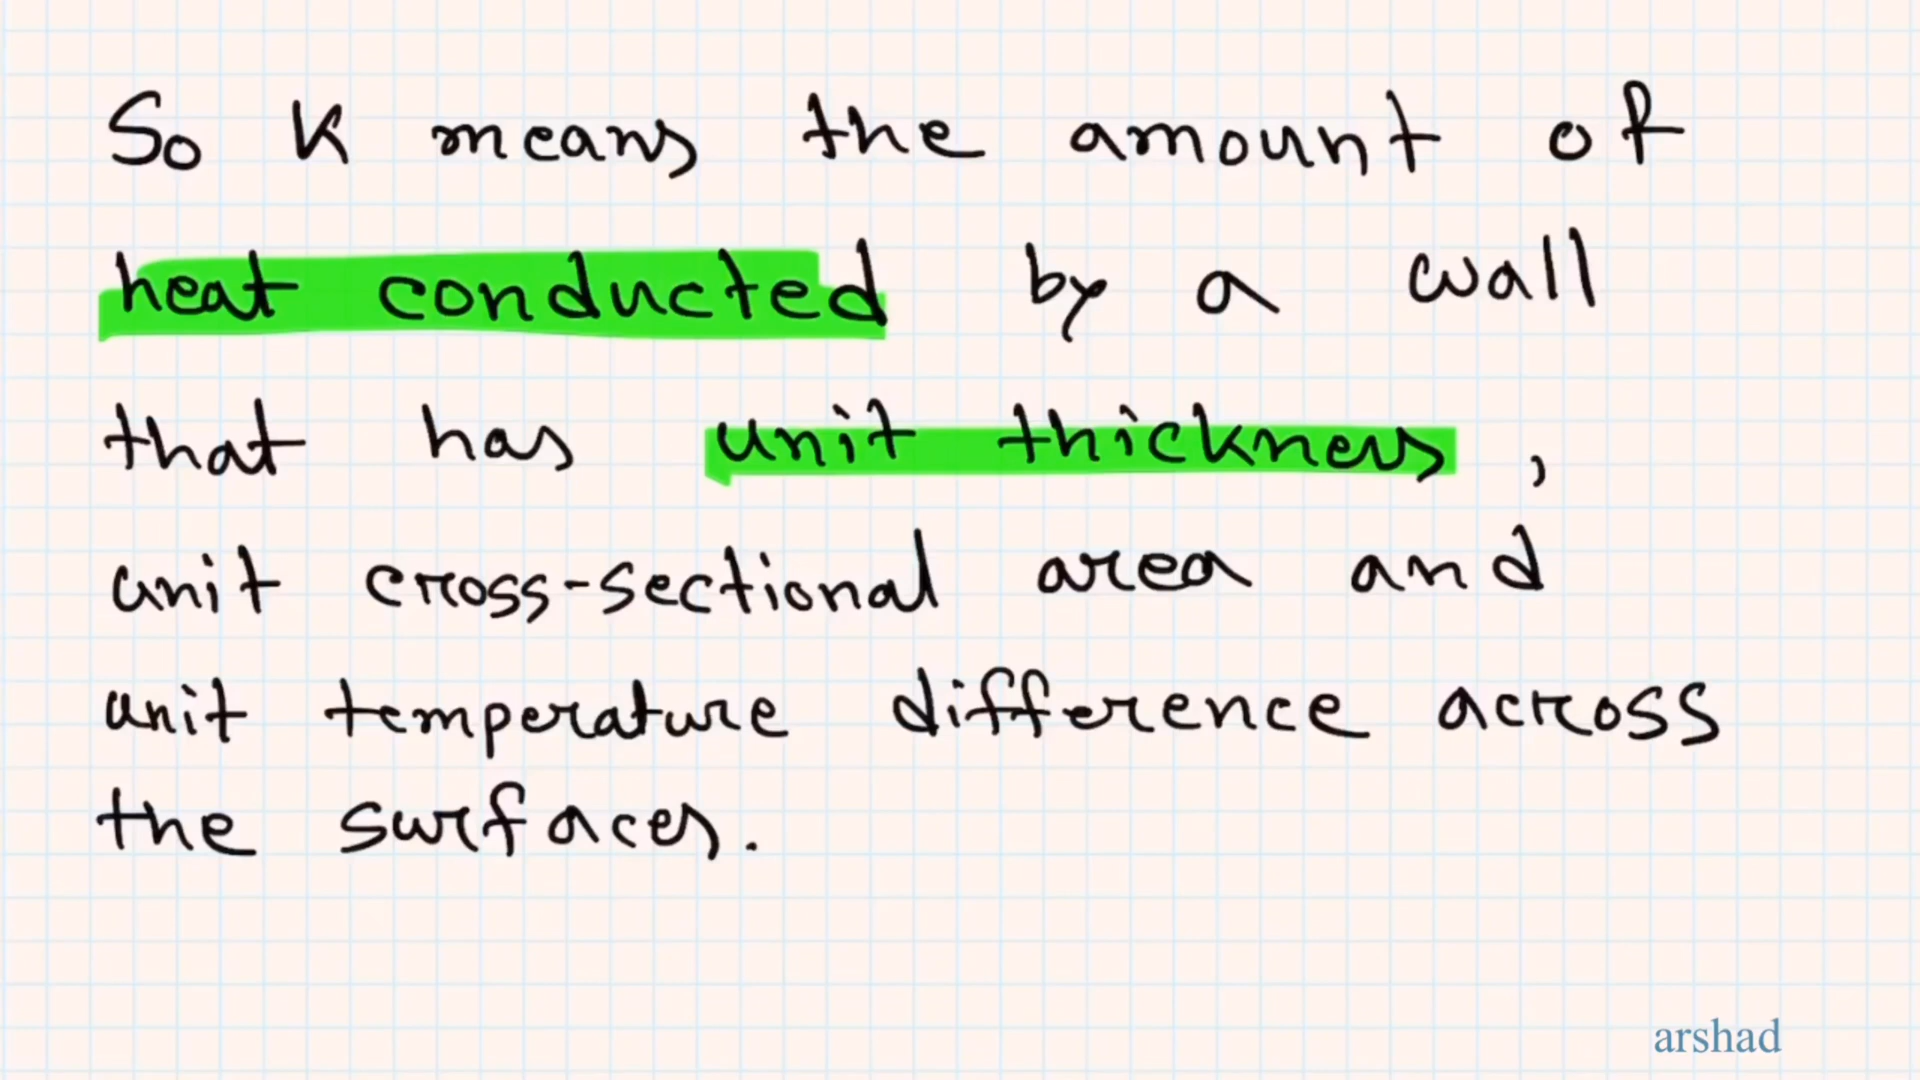 So K means the amount of
heat conducted by a wall
that has unit thickness,
unit cross-sectional area and
unit temperature difference across
the surfaces.
arshad